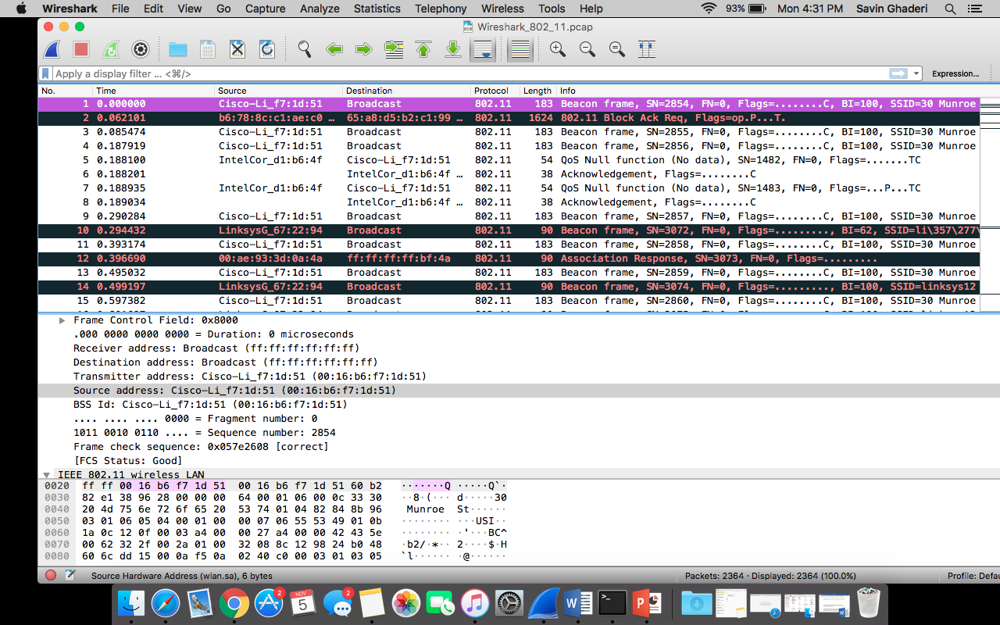 Wireshark File Edit View Go Capture Analyze Statistics Telephony Wireless Tools Help 93% Mon 4:31 PM Savin Ghaderi
Wireshark_802_11.pcap
Apply a display filter … <⌘/> Expression…
No. Time Source Destination Protocol Length Info
1 0.000000 Cisco-Li_f7:1d:51 Broadcast 802.11 183 Beacon frame, SN=2854, FN=0, Flags=........C, BI=100, SSID=30 Munroe
2 0.062101 b6:78:8c:c1:ae:c0 … 65:a8:d5:b2:c1:99 … 802.11 1624 802.11 Block Ack Req, Flags=op.P...T.
3 0.085474 Cisco-Li_f7:1d:51 Broadcast 802.11 183 Beacon frame, SN=2855, FN=0, Flags=........C, BI=100, SSID=30 Munroe
4 0.187919 Cisco-Li_f7:1d:51 Broadcast 802.11 183 Beacon frame, SN=2856, FN=0, Flags=........C, BI=100, SSID=30 Munroe
5 0.188100 IntelCor_d1:b6:4f Cisco-Li_f7:1d:51 802.11 54 QoS Null function (No data), SN=1482, FN=0, Flags=.......TC
6 0.188201 IntelCor_d1:b6:4f … 802.11 38 Acknowledgement, Flags=........C
7 0.188935 IntelCor_d1:b6:4f Cisco-Li_f7:1d:51 802.11 54 QoS Null function (No data), SN=1483, FN=0, Flags=...P...TC
8 0.189034 IntelCor_d1:b6:4f … 802.11 38 Acknowledgement, Flags=........C
9 0.290284 Cisco-Li_f7:1d:51 Broadcast 802.11 183 Beacon frame, SN=2857, FN=0, Flags=........C, BI=100, SSID=30 Munroe
10 0.294432 LinksysG_67:22:94 Broadcast 802.11 90 Beacon frame, SN=3072, FN=0, Flags=........., BI=62, SSID=li\357\277\
11 0.393174 Cisco-Li_f7:1d:51 Broadcast 802.11 183 Beacon frame, SN=2858, FN=0, Flags=........C, BI=100, SSID=30 Munroe
12 0.396690 00:ae:93:3d:0a:4a ff:ff:ff:ff:bf:4a 802.11 90 Association Response, SN=3073, FN=0, Flags=.........
13 0.495032 Cisco-Li_f7:1d:51 Broadcast 802.11 183 Beacon frame, SN=2859, FN=0, Flags=........C, BI=100, SSID=30 Munroe
14 0.499197 LinksysG_67:22:94 Broadcast 802.11 90 Beacon frame, SN=3074, FN=0, Flags=........., BI=100, SSID=linksys12
15 0.597382 Cisco-Li_f7:1d:51 Broadcast 802.11 183 Beacon frame, SN=2860, FN=0, Flags=........C, BI=100, SSID=30 Munroe
Frame Control Field: 0x8000
.000 0000 0000 0000 = Duration: 0 microseconds
Receiver address: Broadcast (ff:ff:ff:ff:ff:ff)
Destination address: Broadcast (ff:ff:ff:ff:ff:ff)
Transmitter address: Cisco-Li_f7:1d:51 (00:16:b6:f7:1d:51)
Source address: Cisco-Li_f7:1d:51 (00:16:b6:f7:1d:51)
BSS Id: Cisco-Li_f7:1d:51 (00:16:b6:f7:1d:51)
.... .... .... 0000 = Fragment number: 0
1011 0010 0110 .... = Sequence number: 2854
Frame check sequence: 0x057e2608 [correct]
[FCS Status: Good]
IEEE 802.11 wireless LAN
0020 ff ff 00 16 b6 f7 1d 51 00 16 b6 f7 1d 51 60 b2 ·······Q ·····Q`·
0030 82 e1 38 96 28 00 00 00 64 00 01 06 00 0c 33 30 ··8·(··· d·····30
0040 20 4d 75 6e 72 6f 65 20 53 74 01 04 82 84 8b 96 Munroe St······
0050 03 01 06 05 04 00 01 00 00 07 06 55 53 49 01 0b ········ ···USI··
0060 1a 0c 12 0f 00 03 a4 00 00 27 a4 00 00 42 43 5e ········ ·'···BC^
0070 00 62 32 2f 00 2a 01 00 32 08 8c 12 98 24 b0 48 ·b2/·*·· 2····$·H
0080 60 6c dd 15 00 0a f5 0a 02 40 c0 00 03 01 03 05 `l······ ·@······
Source Hardware Address (wlan.sa), 6 bytes Packets: 2364 · Displayed: 2364 (100.0%) Profile: Defau
NOV 5 2 2 W P